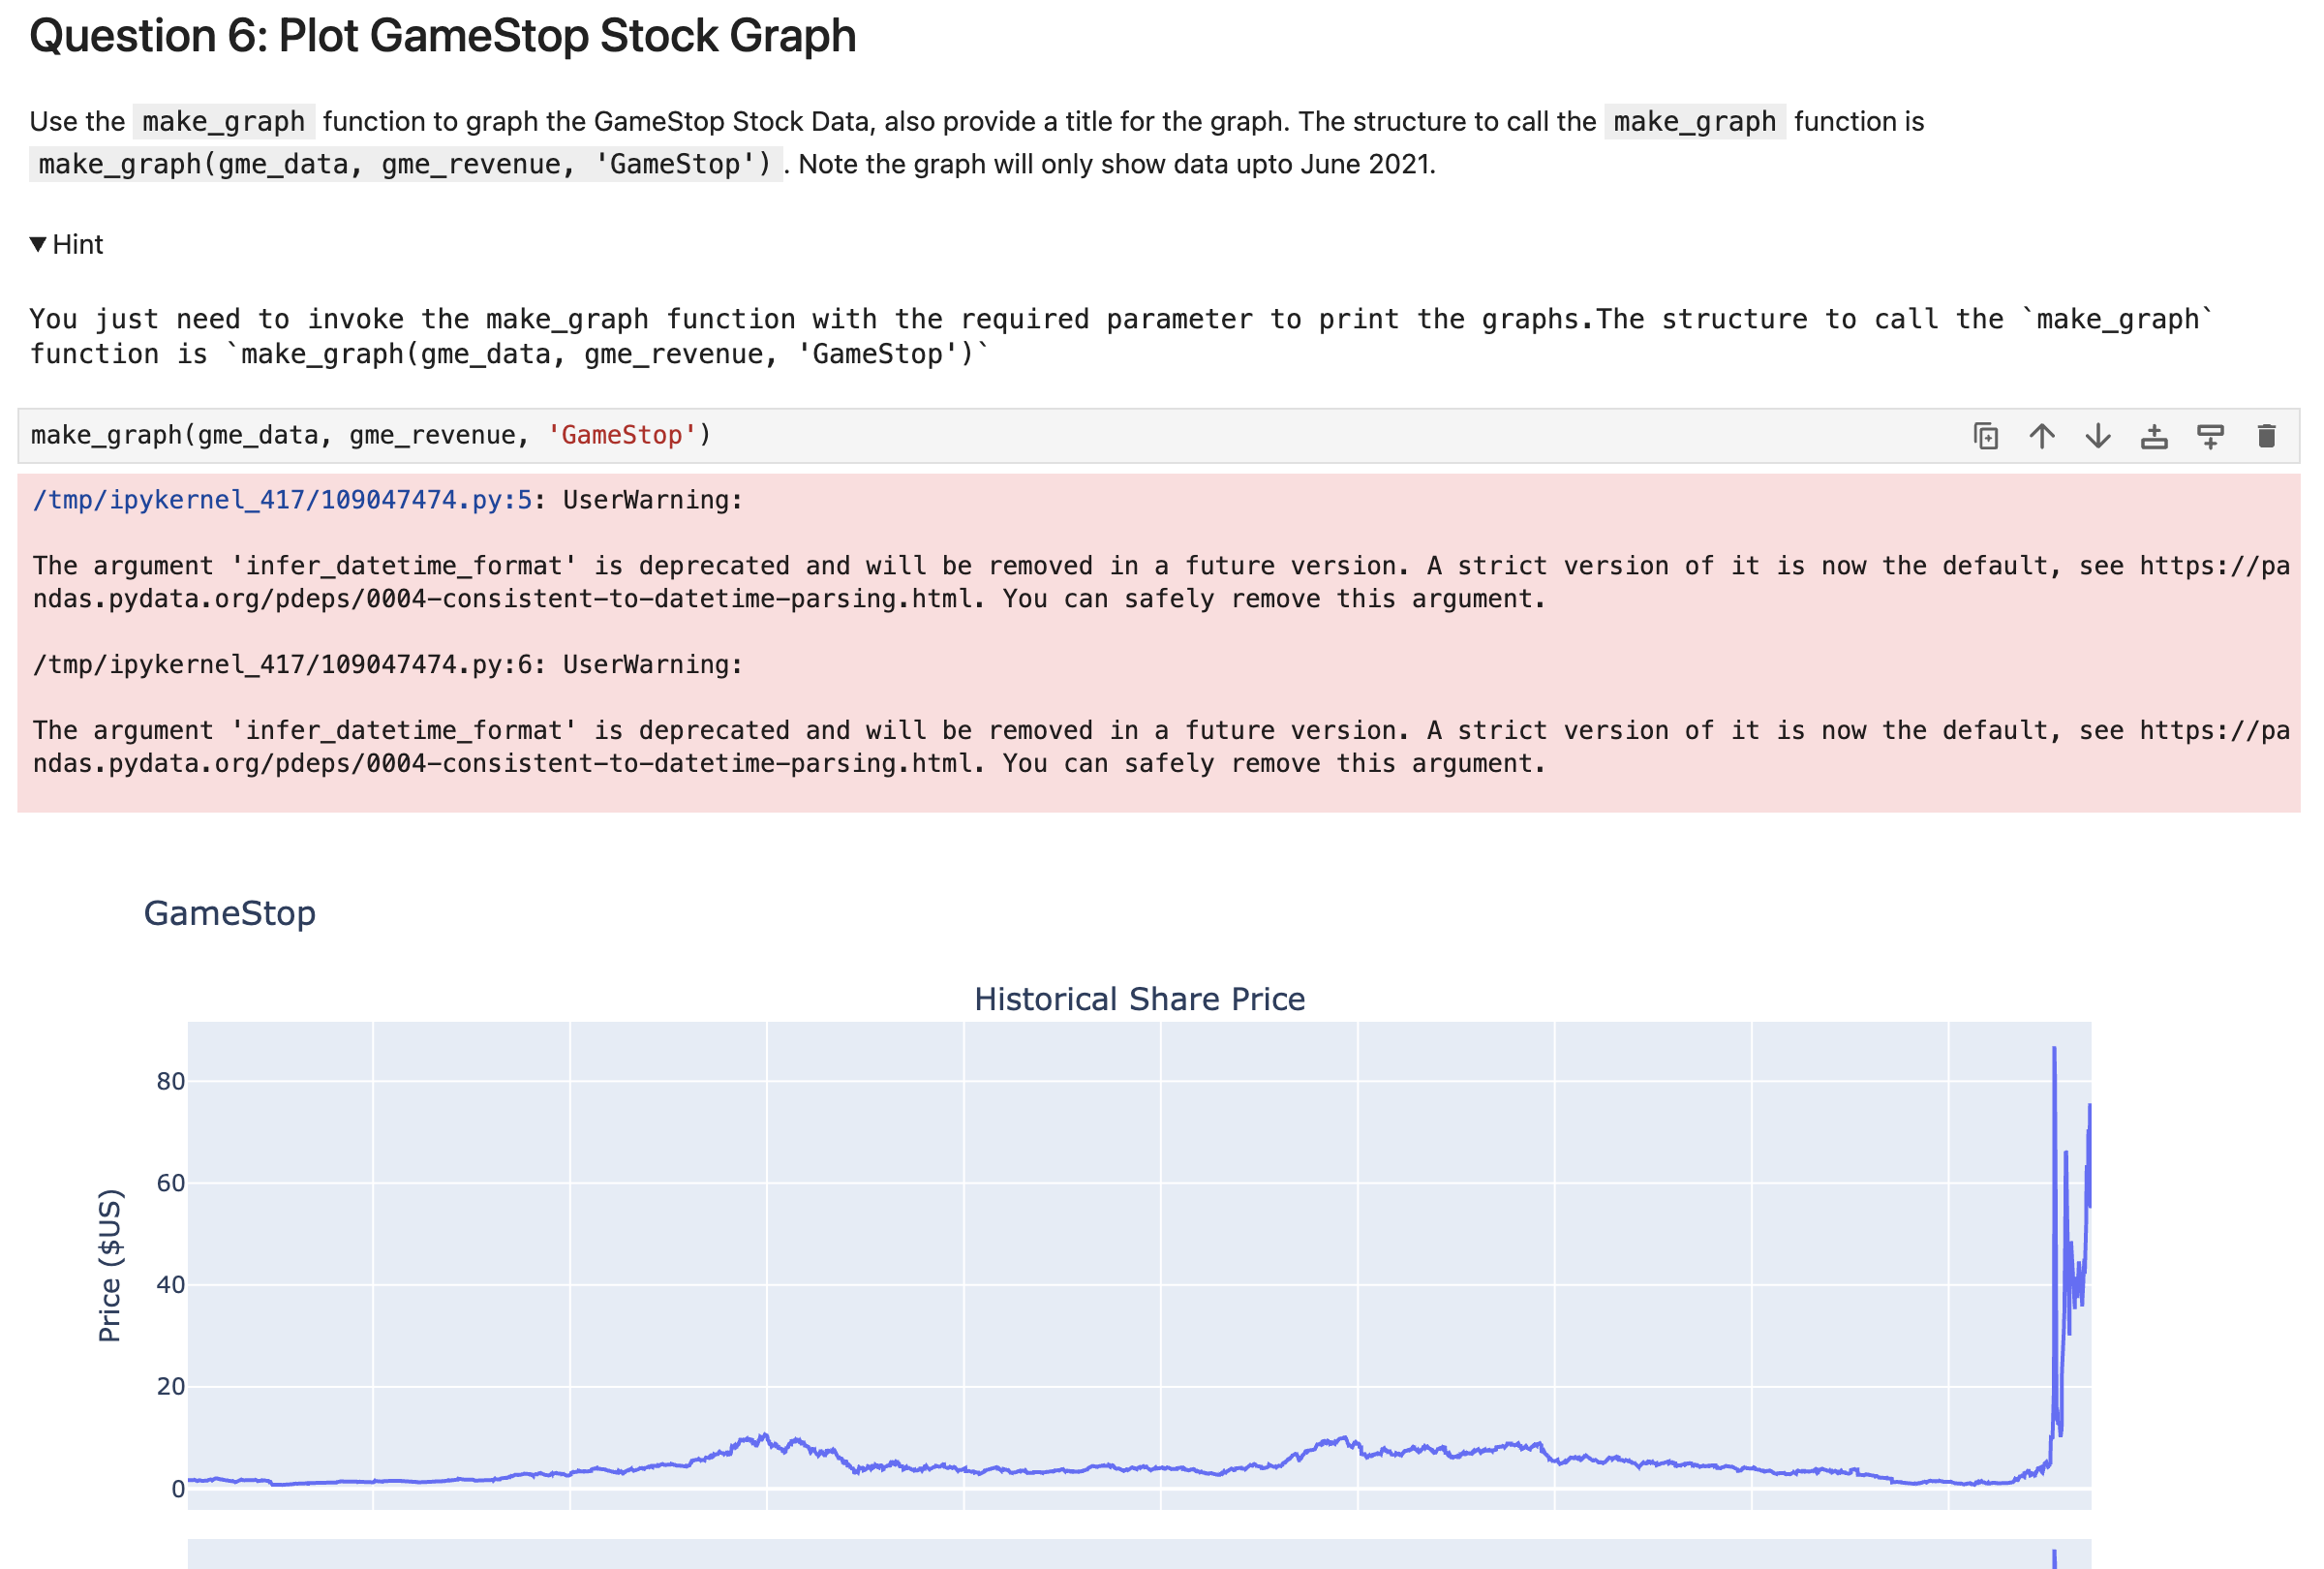 Question 6: Plot GameStop Stock Graph
Use the make_graph function to graph the GameStop Stock Data, also provide a title for the graph. The structure to call the make_graph function is
make_graph(gme_data, gme_revenue, 'GameStop') . Note the graph will only show data upto June 2021.
▼ Hint
You just need to invoke the make_graph function with the required parameter to print the graphs.The structure to call the `make_graph`
function is `make_graph(gme_data, gme_revenue, 'GameStop')`
make_graph(gme_data, gme_revenue, 'GameStop')
/tmp/ipykernel_417/109047474.py:5: UserWarning:
The argument 'infer_datetime_format' is deprecated and will be removed in a future version. A strict version of it is now the default, see https://pa
ndas.pydata.org/pdeps/0004-consistent-to-datetime-parsing.html. You can safely remove this argument.
/tmp/ipykernel_417/109047474.py:6: UserWarning:
The argument 'infer_datetime_format' is deprecated and will be removed in a future version. A strict version of it is now the default, see https://pa
ndas.pydata.org/pdeps/0004-consistent-to-datetime-parsing.html. You can safely remove this argument.
GameStop
Historical Share Price
80
60
40
20
0
Price ($US)